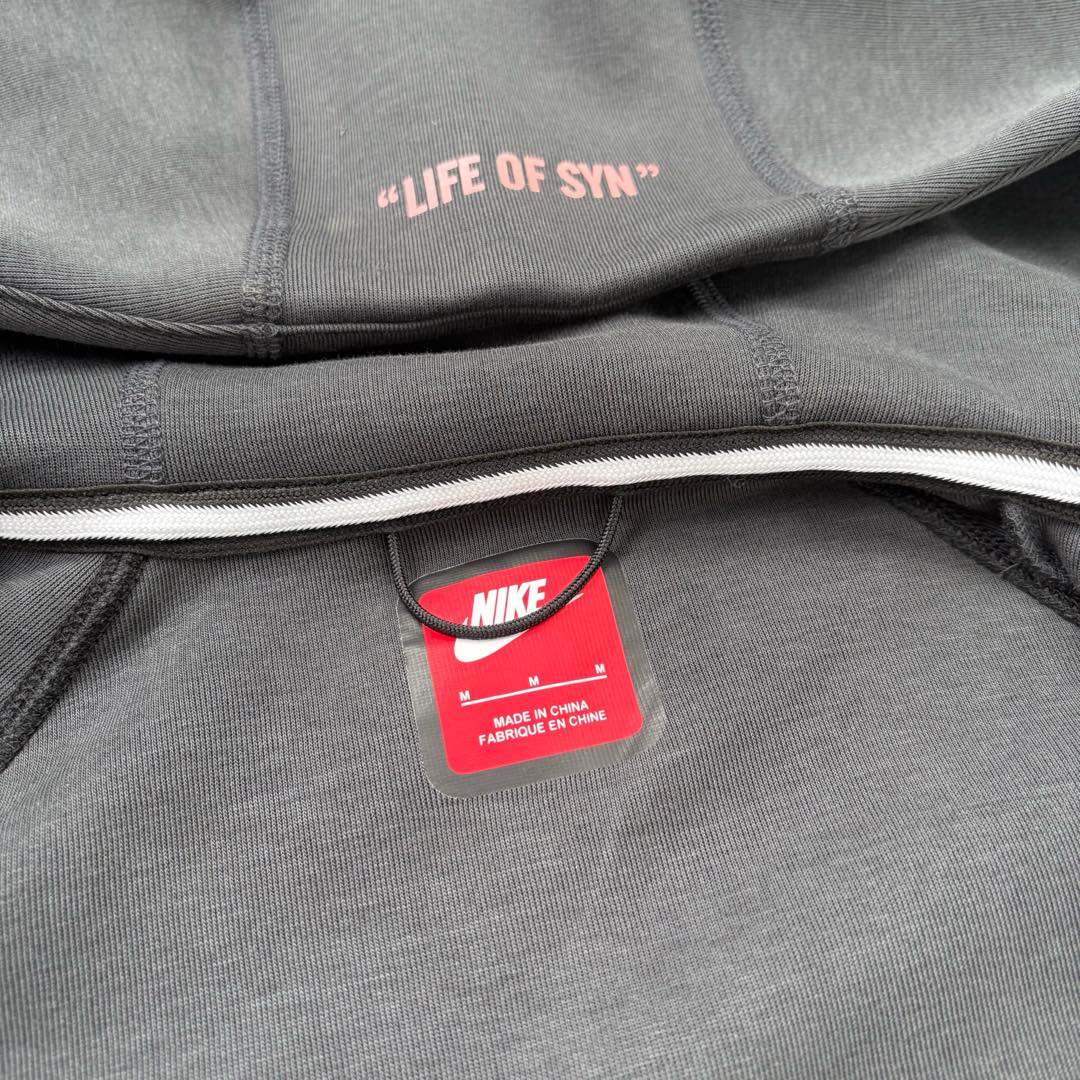 “LIFE OF SYN”
NIKE
M M M
MADE IN CHINA
FABRIQUE EN CHINE